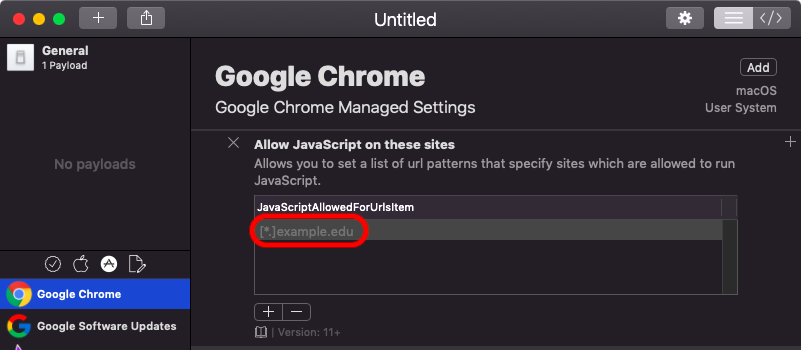 Untitled
General
1 Payload
No payloads
Google Chrome
Google Software Updates
Google Chrome
Add
Google Chrome Managed Settings
macOS
User System
Allow JavaScript on these sites
Allows you to set a list of url patterns that specify sites which are allowed to run
JavaScript.
JavaScriptAllowedForUrlsItem
[*.]example.edu
Version: 11+